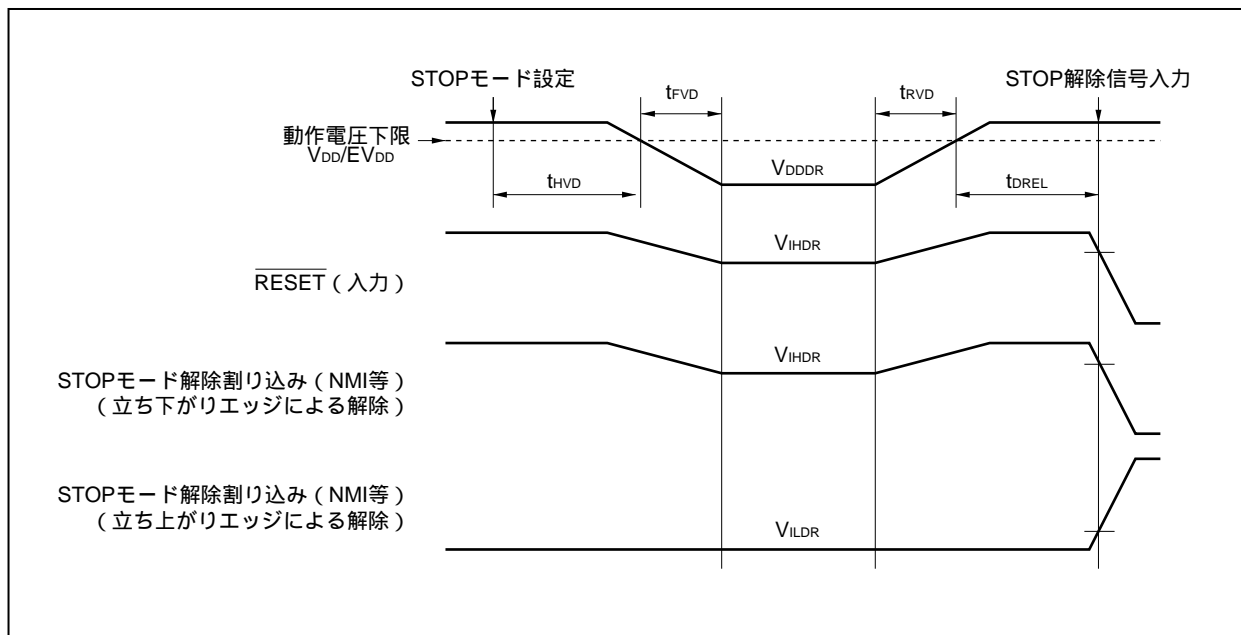 STOPモード設定
STOP解除信号入力
tFVD
tRVD
動作電圧下限
VDD/EVDD
VDDDR
tHVD
tDREL
VIHDR
RESET（入力）
VIHDR
STOPモード解除割り込み（NMI等）
（立ち下がりエッジによる解除）
STOPモード解除割り込み（NMI等）
（立ち上がりエッジによる解除）
VILDR